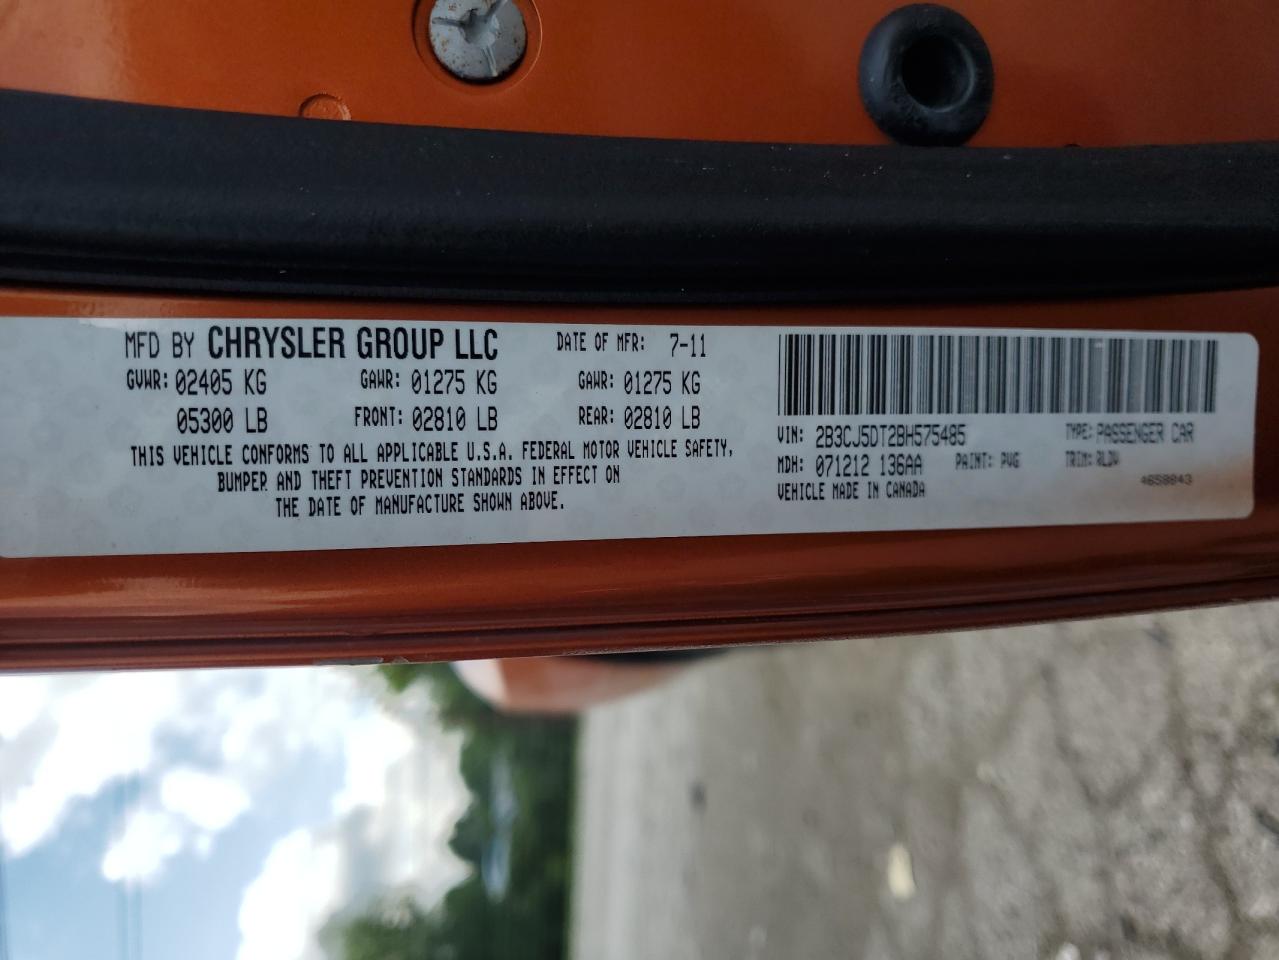 MFD BY CHRYSLER GROUP LLC DATE OF MFR: 7-11
GVWR: 02405 KG GAWR: 01275 KG GAWR: 01275 KG
05300 LB FRONT: 02810 LB REAR: 02810 LB
THIS VEHICLE CONFORMS TO ALL APPLICABLE U.S.A. FEDERAL MOTOR VEHICLE SAFETY,
BUMPER AND THEFT PREVENTION STANDARDS IN EFFECT ON
THE DATE OF MANUFACTURE SHOWN ABOVE.
VIN: 2B3CJ5DT2BH575485 TYPE: PASSENGER CAR
MDH: 071212 136AA PAINT: PVG TRIM: RLDV
VEHICLE MADE IN CANADA 4658843